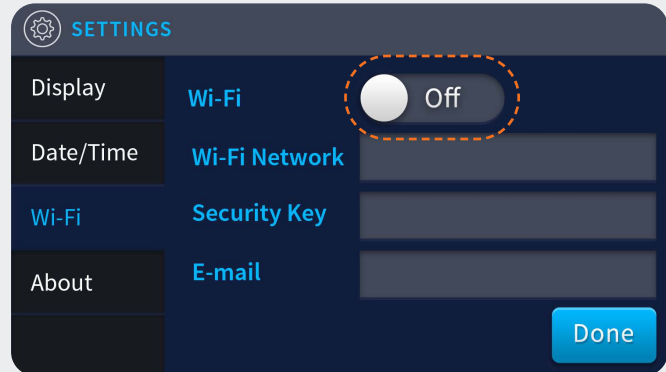 SETTINGS
Display
Wi-Fi
Off
Date/Time
Wi-Fi Network
Wi-Fi
Security Key
About
E-mail
Done